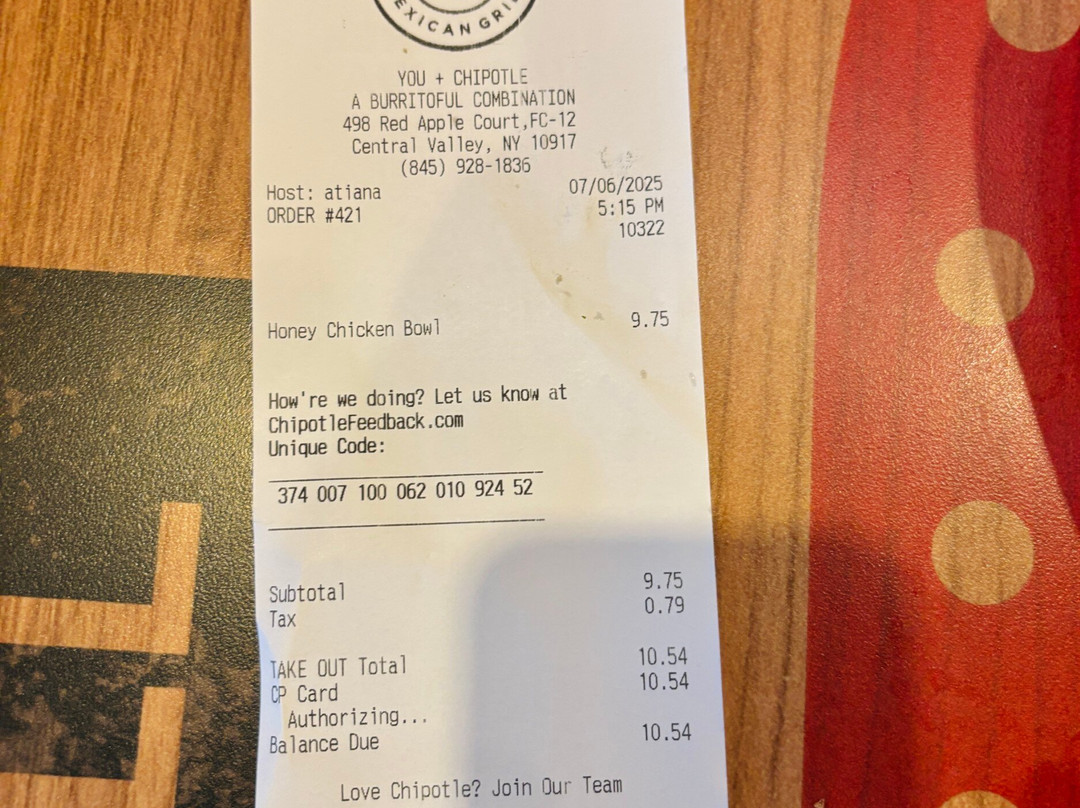 MEXICAN GRILL
YOU + CHIPOTLE
A BURRITOFUL COMBINATION
498 Red Apple Court,FC-12
Central Valley, NY 10917
(845) 928-1836
Host: atiana 07/06/2025
ORDER #421 5:15 PM
10322
Honey Chicken Bowl 9.75
How're we doing? Let us know at
ChipotleFeedback.com
Unique Code:
374 007 100 062 010 924 52
Subtotal 9.75
Tax 0.79
TAKE OUT Total 10.54
CP Card 10.54
Authorizing...
Balance Due 10.54
Love Chipotle? Join Our Team